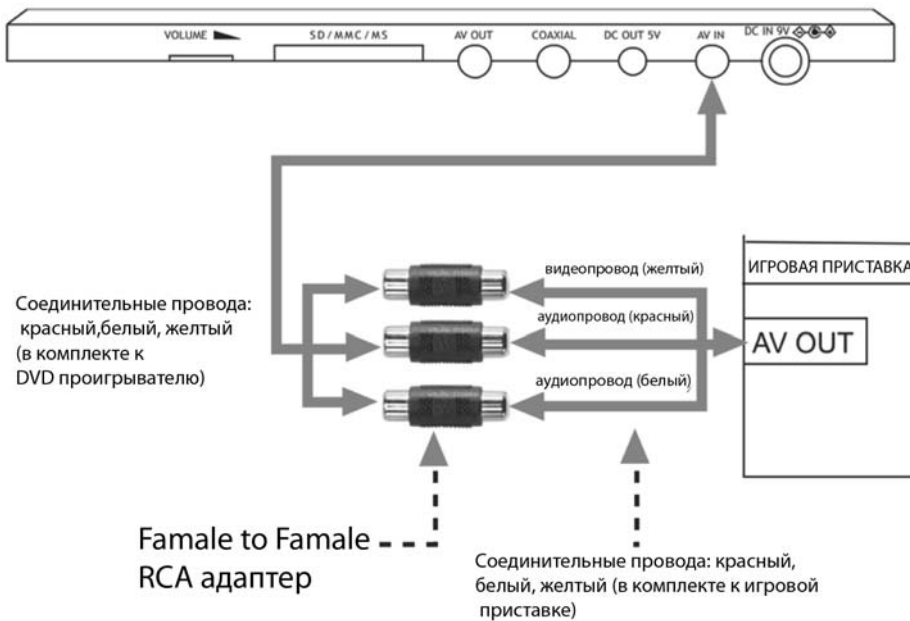 VOLUME
SD/MMC/MS
AV OUT
COAXIAL
DC OUT 5V
AV IN
DC IN 9V
видеопровод (желтый)
ИГРОВАЯ ПРИСТАВКА
Соединительные провода:
красный,белый, желтый
(в комплекте к
DVD проигрывателю)
аудиопровод (красный)
AV OUT
аудиопровод (белый)
Famale to Famale
RCA адаптер
Соединительные провода: красный,
белый, желтый (в комплекте к игровой
приставке)